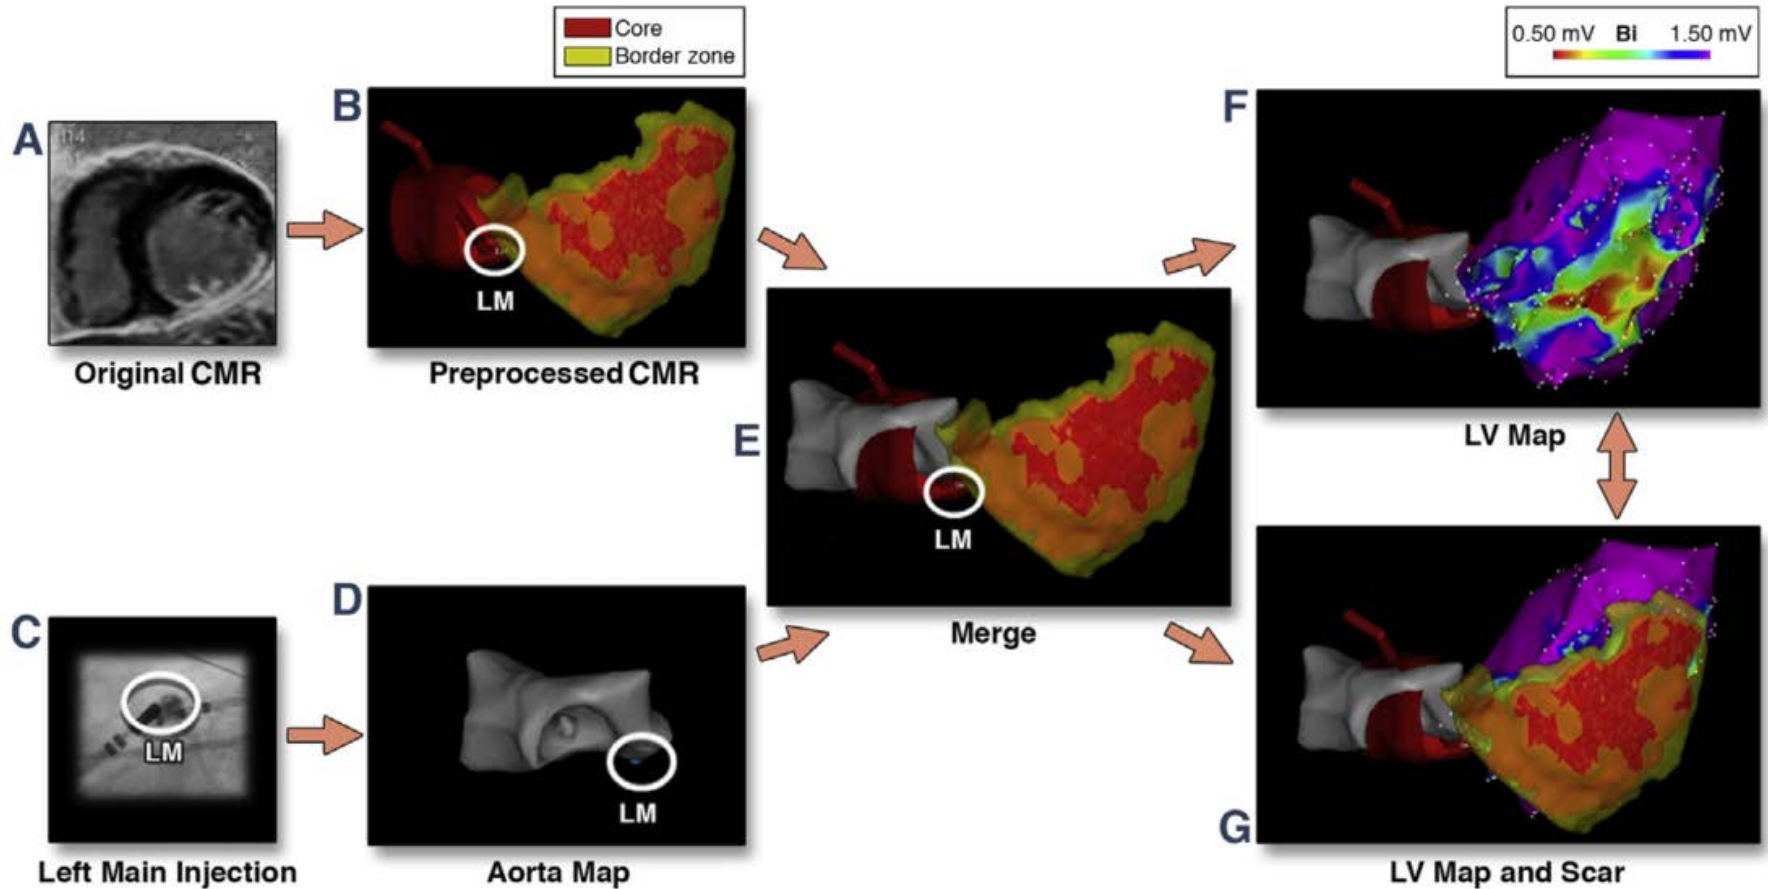 Core
Border zone
0.50 mV Bi 1.50 mV
A
Original CMR
B
LM
Preprocessed CMR
C
LM
Left Main Injection
D
LM
Aorta Map
E
LM
Merge
F
LV Map
G
LV Map and Scar